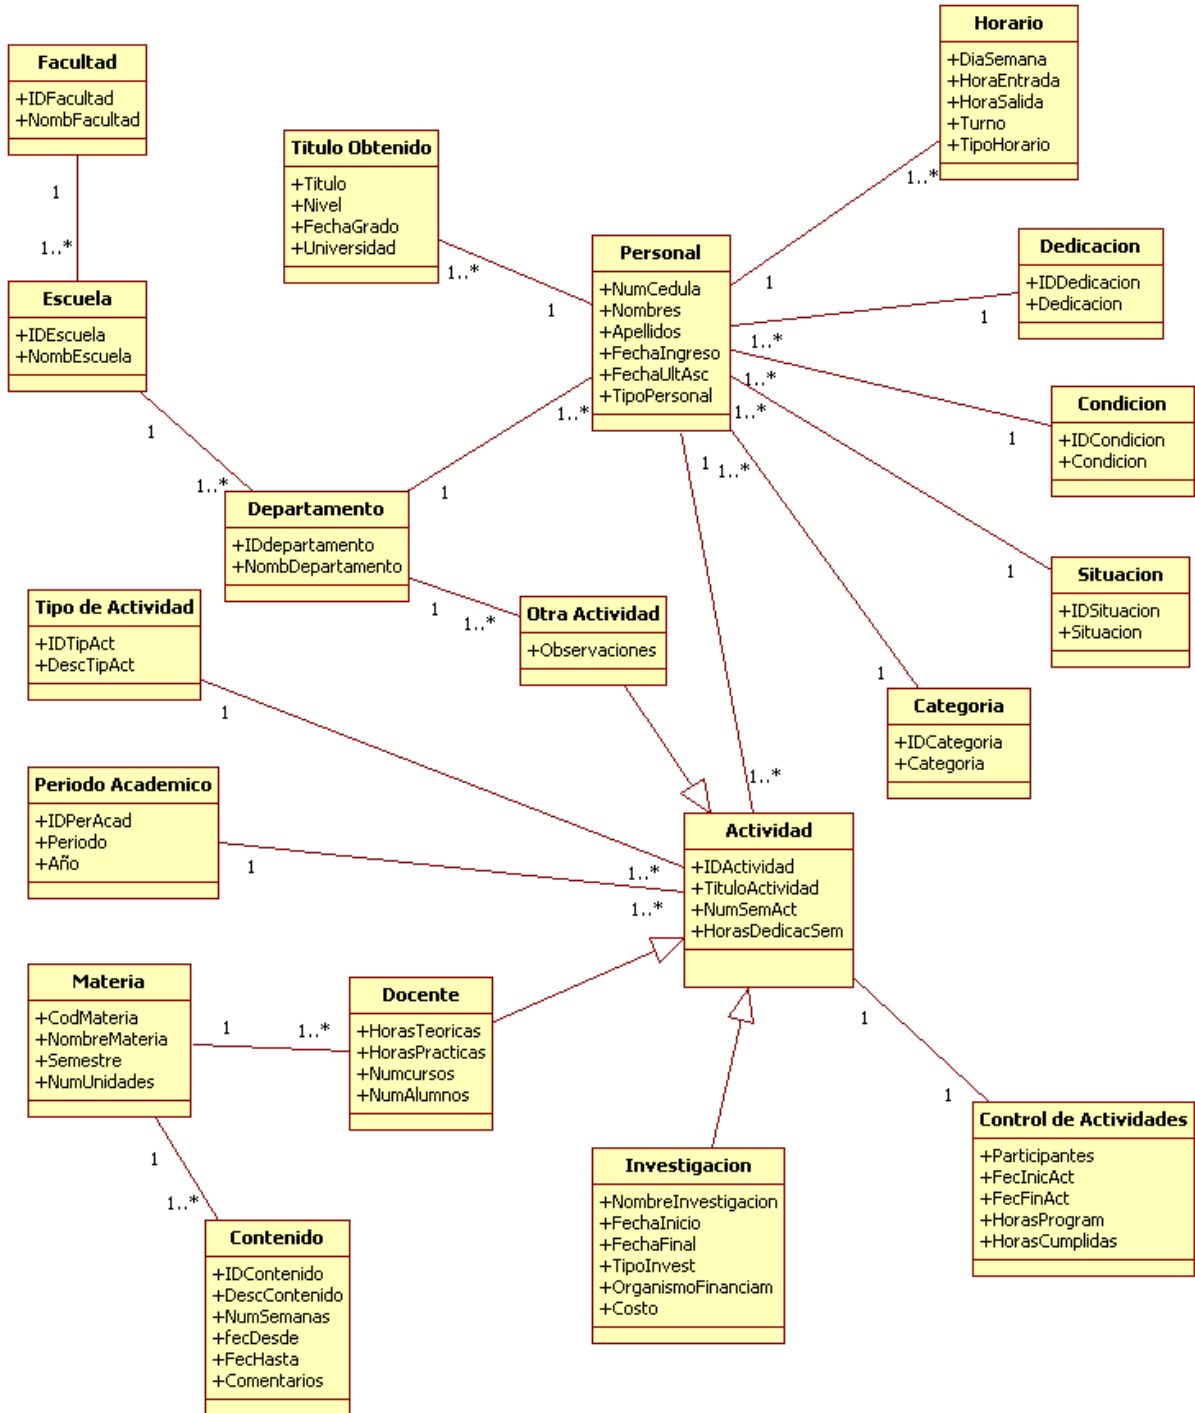 Facultad
+IDFacultad
+NombFacultad
1
1..*
Escuela
+IDEscuela
+NombEscuela
1
1..*
Titulo Obtenido
+Titulo
+Nivel
+FechaGrado
+Universidad
1..*
1
Horario
+DiaSemana
+HoraEntrada
+HoraSalida
+Turno
+TipoHorario
1..*
1
Personal
+NumCedula
+Nombres
+Apellidos
+FechaIngreso
+FechaUltAsc
+TipoPersonal
Dedicacion
+IDDedicacion
+Dedicacion
1
1..*
Condicion
+IDCondicion
+Condicion
1
1..*
Situacion
+IDSituacion
+Situacion
1
1..*
Categoria
+IDCategoria
+Categoria
1
1..*
1..*
1
Departamento
+IDdepartamento
+NombDepartamento
1
1..*
Otra Actividad
+Observaciones
1
1..*
Tipo de Actividad
+IDTipAct
+DescTipAct
1
1..*
Periodo Academico
+IDPerAcad
+Periodo
+Año
1
1..*
Actividad
+IDActividad
+TituloActividad
+NumSemAct
+HorasDedicacSem
Materia
+CodMateria
+NombreMateria
+Semestre
+NumUnidades
1
1..*
Docente
+HorasTeoricas
+HorasPracticas
+Numcursos
+NumAlumnos
1
1..*
Contenido
+IDContenido
+DescContenido
+NumSemanas
+fecDesde
+FecHasta
+Comentarios
Investigacion
+NombreInvestigacion
+FechaInicio
+FechaFinal
+TipoInvest
+OrganismoFinanciam
+Costo
1
1
Control de Actividades
+Participantes
+FecInicAct
+FecFinAct
+HorasProgram
+HorasCumplidas